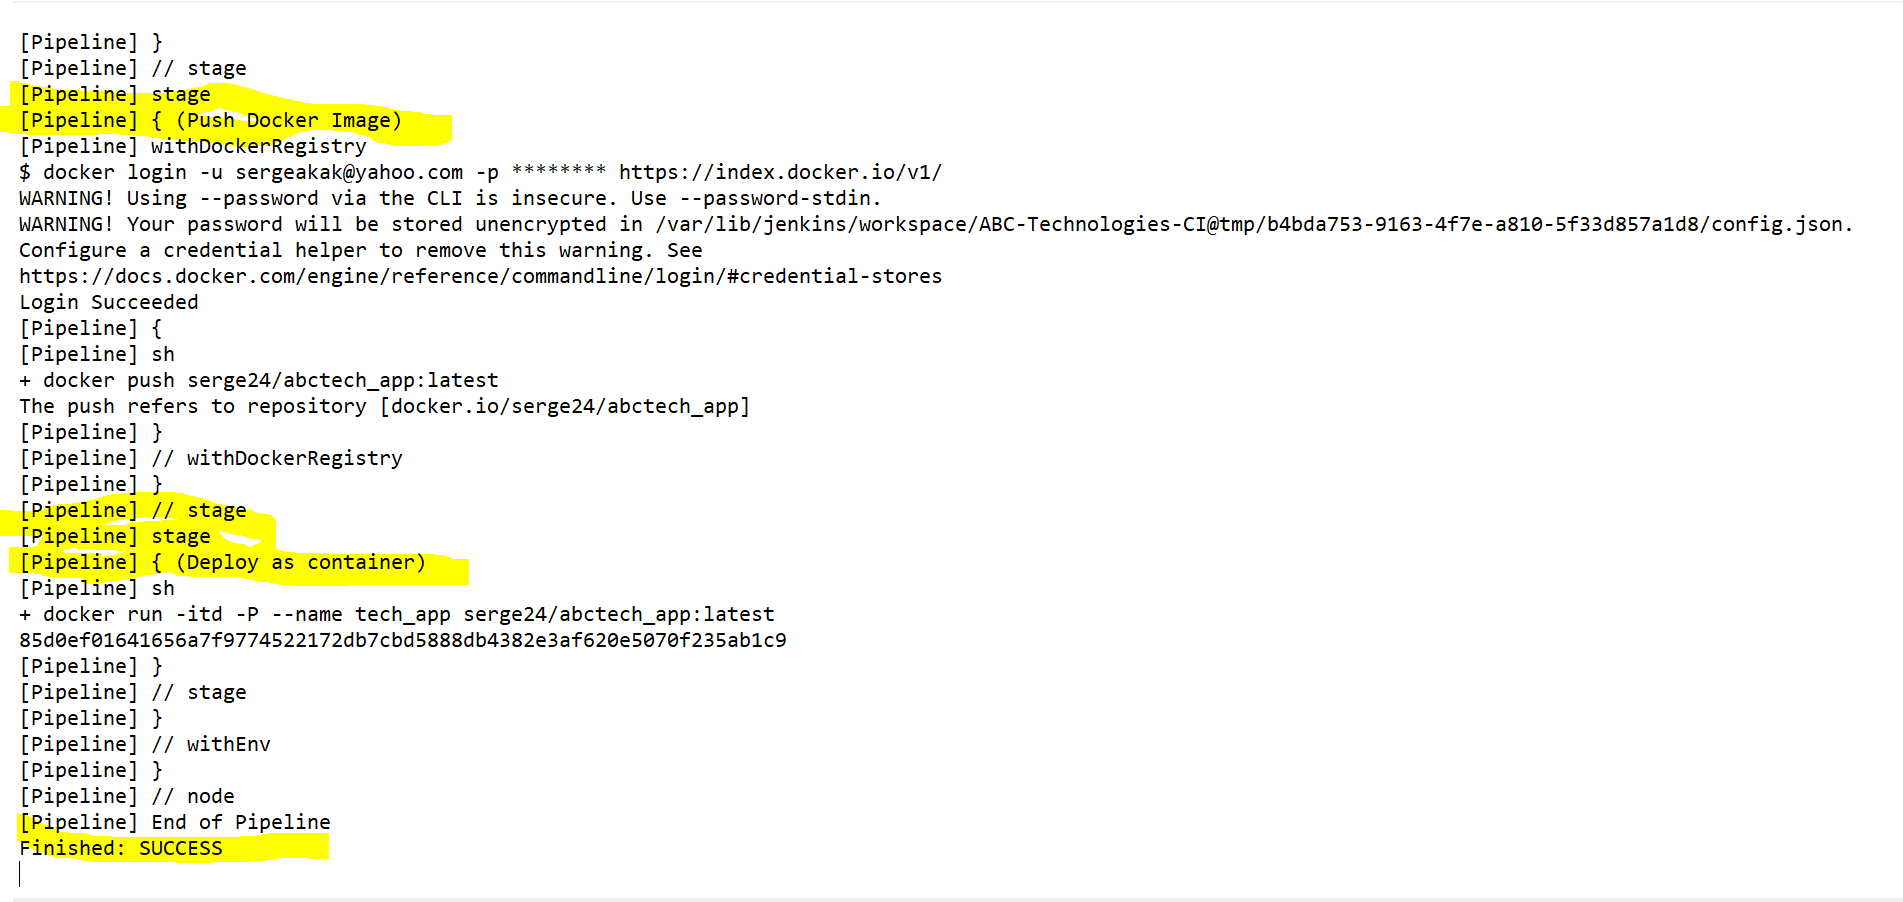 [Pipeline] }
[Pipeline] // stage
[Pipeline] stage
[Pipeline] { (Push Docker Image)
[Pipeline] withDockerRegistry
$ docker login -u sergeakak@yahoo.com -p ******** https://index.docker.io/v1/
WARNING! Using --password via the CLI is insecure. Use --password-stdin.
WARNING! Your password will be stored unencrypted in /var/lib/jenkins/workspace/ABC-Technologies-CI@tmp/b4bda753-9163-4f7e-a810-5f33d857a1d8/config.json.
Configure a credential helper to remove this warning. See
https://docs.docker.com/engine/reference/commandline/login/#credential-stores
Login Succeeded
[Pipeline] {
[Pipeline] sh
+ docker push serge24/abctech_app:latest
The push refers to repository [docker.io/serge24/abctech_app]
[Pipeline] }
[Pipeline] // withDockerRegistry
[Pipeline] }
[Pipeline] // stage
[Pipeline] stage
[Pipeline] { (Deploy as container)
[Pipeline] sh
+ docker run -itd -P --name tech_app serge24/abctech_app:latest
85d0ef01641656a7f9774522172db7cbd5888db4382e3af620e5070f235ab1c9
[Pipeline] }
[Pipeline] // stage
[Pipeline] }
[Pipeline] // withEnv
[Pipeline] }
[Pipeline] // node
[Pipeline] End of Pipeline
Finished: SUCCESS